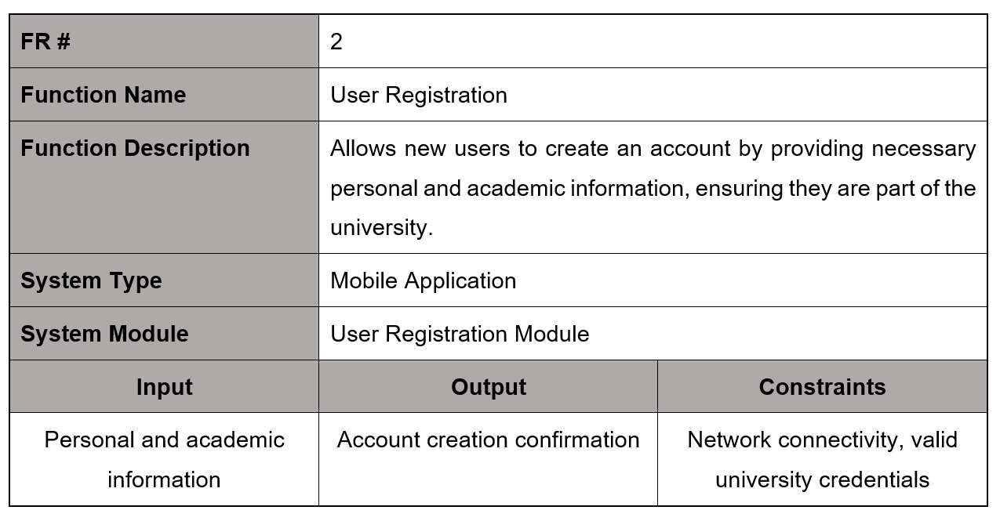 FR # 2
Function Name User Registration
Function Description Allows new users to create an account by providing necessary
personal and academic information, ensuring they are part of the
university.
System Type Mobile Application
System Module User Registration Module
Input Output Constraints
Personal and academic Account creation confirmation Network connectivity, valid
information university credentials